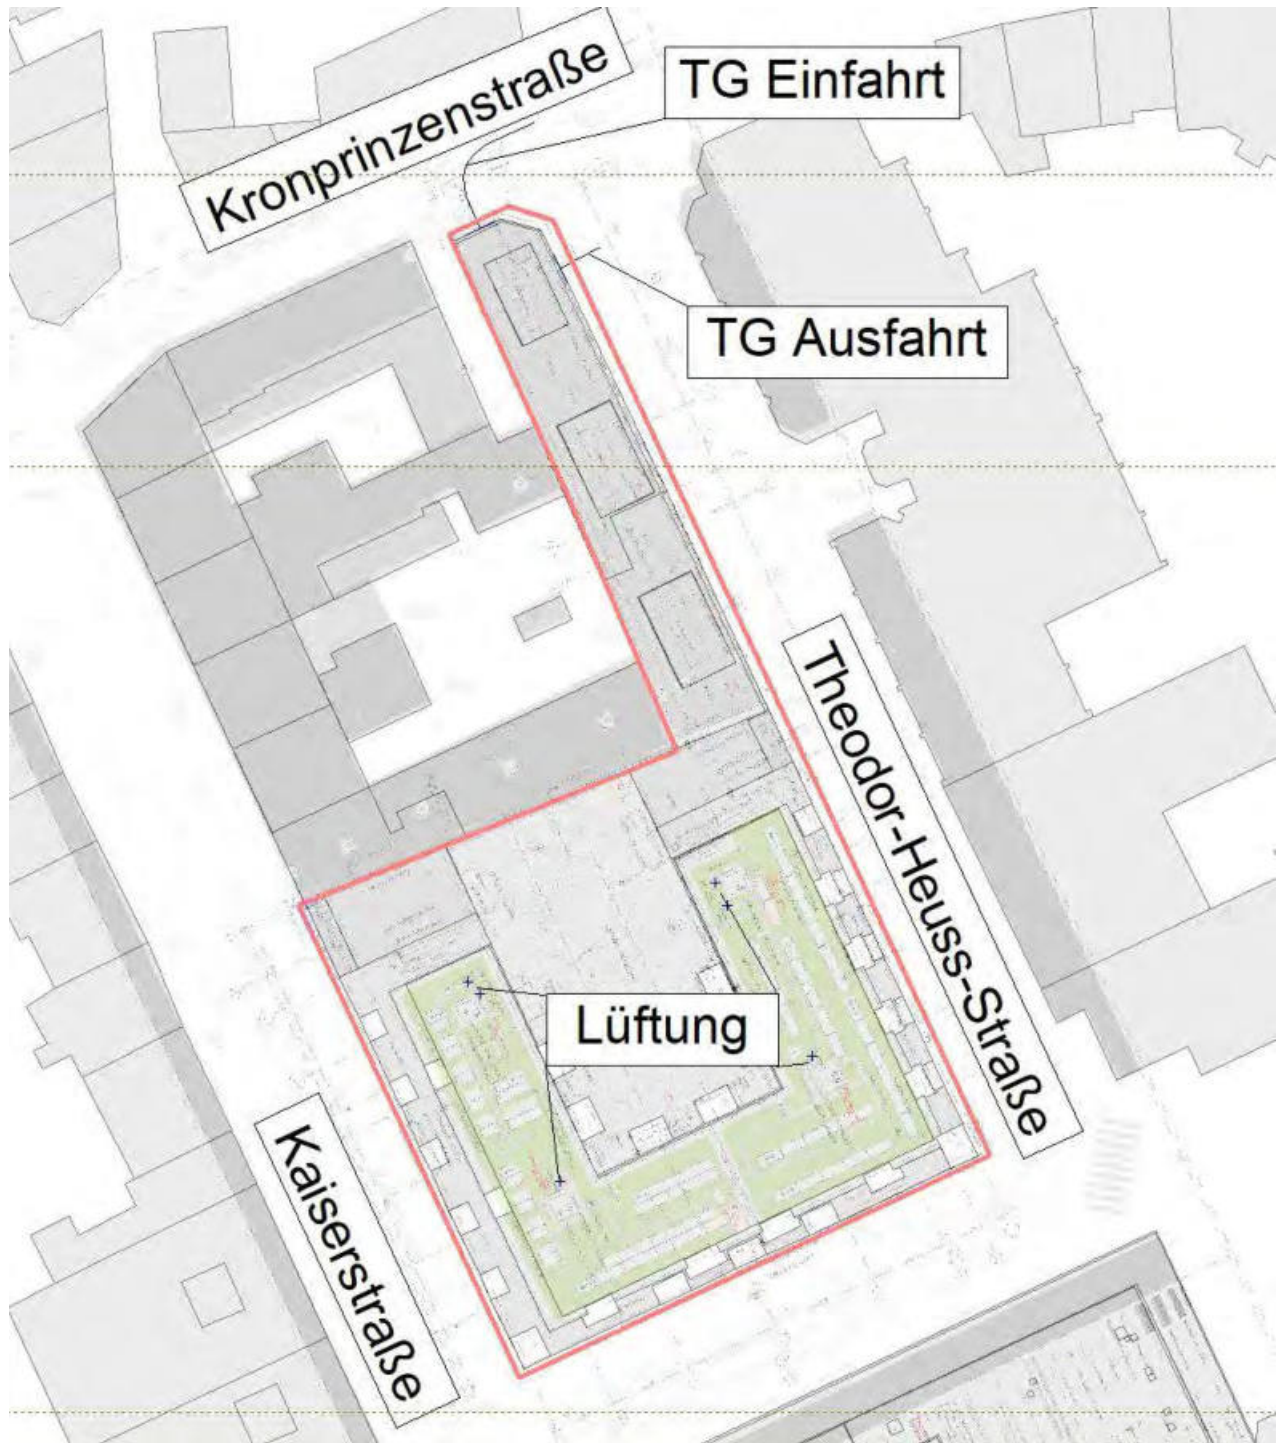 Kronprinzenstraße
TG Einfahrt
TG Ausfahrt
Theodor-Heuss-Straße
Lüftung
Kaiserstraße